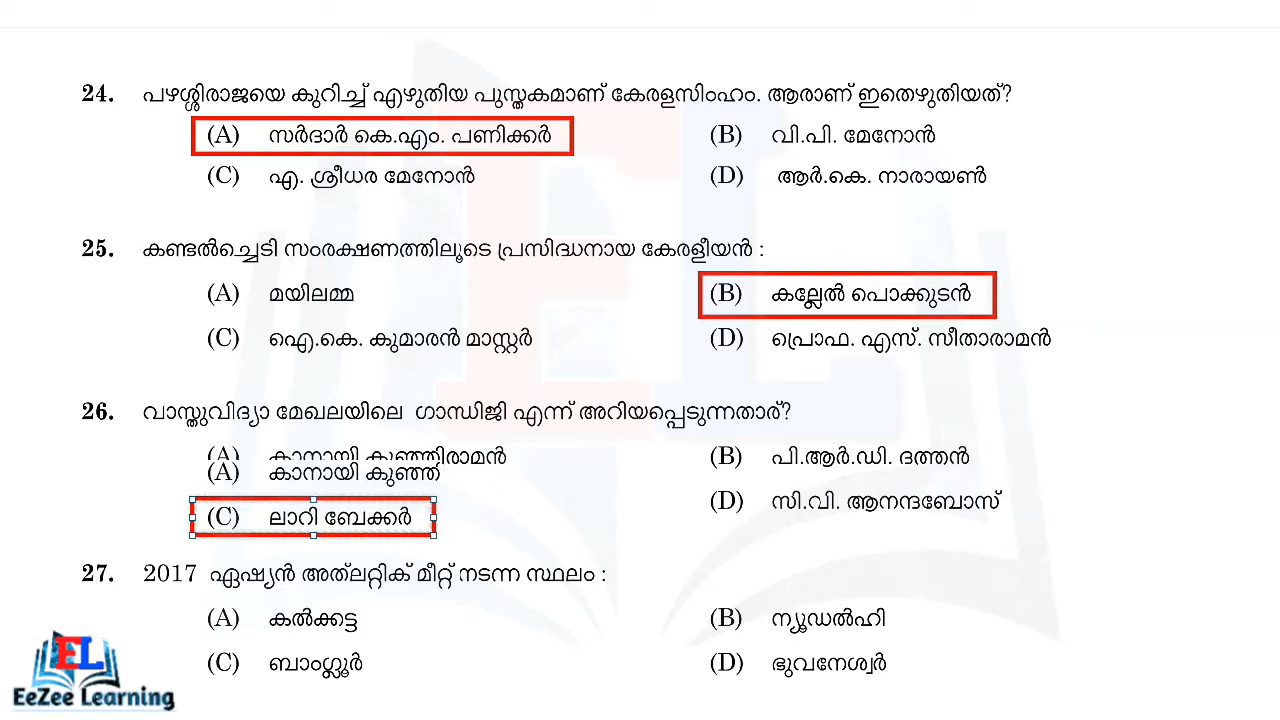 24. പഴശ്ശിരാജയെ കുറിച്ച് എഴുതിയ പുസ്തകമാണ് കേരളസിംഹം. ആരാണ് ഇതെഴുതിയത്?
(A) സർദാർ കെ.എം. പണിക്കർ (B) വി.പി. മേനോൻ
(C) എ. ശ്രീധര മേനോൻ (D) ആർ.കെ. നാരായൺ
25. കണ്ടൽച്ചെടി സംരക്ഷണത്തിലൂടെ പ്രസിദ്ധനായ കേരളീയൻ :
(A) മയിലമ്മ (B) കല്ലേൽ പൊക്കുടൻ
(C) ഐ.കെ. കുമാരൻ മാസ്റ്റർ (D) പ്രൊഫ. എസ്. സീതാരാമൻ
26. വാസ്തുവിദ്യാ മേഖലയിലെ ഗാന്ധിജി എന്ന് അറിയപ്പെടുന്നതാര്?
(A) കാനായി കുഞ്ഞിരാമൻ (B) പി.ആർ.ഡി. ദത്തൻ
(A) കാനായി കുഞ്ഞ
(C) ലാറി ബേക്കർ (D) സി.വി. ആനന്ദബോസ്
27. 2017 ഏഷ്യൻ അത്‌ലറ്റിക് മീറ്റ് നടന്ന സ്ഥലം :
(A) കൽക്കട്ട (B) ന്യൂഡൽഹി
(C) ബാംഗ്ലൂർ (D) ഭുവനേശ്വർ
EL
EeZee Learning